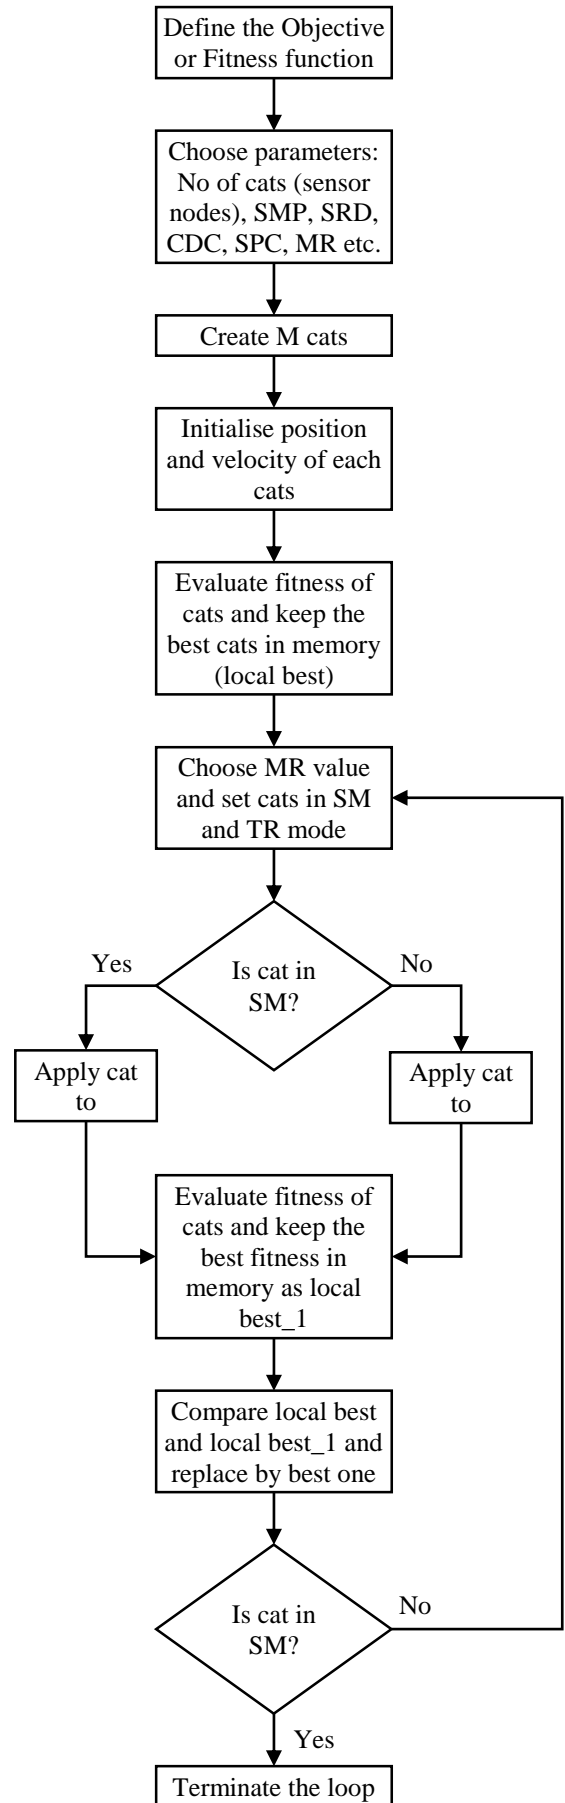 Define the Objective
or Fitness function
Choose parameters:
No of cats (sensor
nodes), SMP, SRD,
CDC, SPC, MR etc.
Create M cats
Initialise position
and velocity of each
cats
Evaluate fitness of
cats and keep the
best cats in memory
(local best)
Choose MR value
and set cats in SM
and TR mode
Yes
Is cat in
SM?
No
Apply cat
to
Apply cat
to
Evaluate fitness of
cats and keep the
best fitness in
memory as local
best_1
Compare local best
and local best_1 and
replace by best one
Is cat in
SM?
No
Yes
Terminate the loop